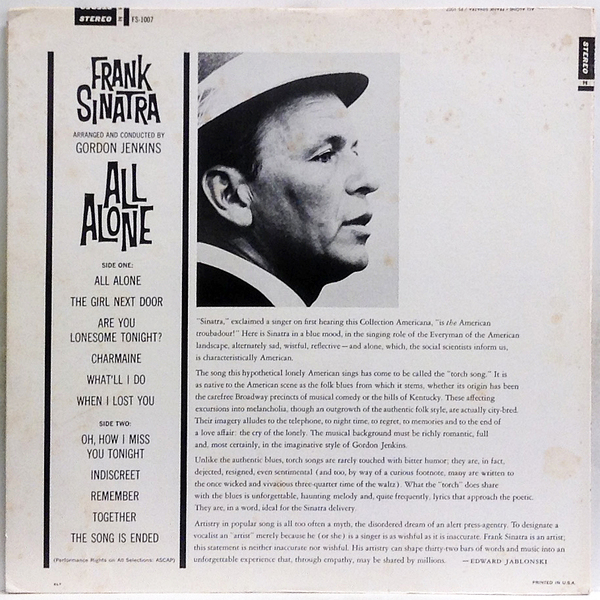 STEREO FS-1007
STEREO
FRANK
SINATRA
ARRANGED AND CONDUCTED BY
GORDON JENKINS
ALL
ALONE
SIDE ONE:
ALL ALONE
THE GIRL NEXT DOOR
ARE YOU
LONESOME TONIGHT?
CHARMAINE
WHAT'LL I DO
WHEN I LOST YOU
SIDE TWO:
OH, HOW I MISS
YOU TONIGHT
INDISCREET
REMEMBER
TOGETHER
THE SONG IS ENDED
(Performance Rights on All Selections: ASCAP)
"Sinatra," exclaimed a singer on first hearing this Collection Americana, "is the American
troubadour!" Here is Sinatra in a blue mood, in the singing role of the Everyman of the American
landscape, alternately sad, wistful, reflective—and alone, which, the social scientists inform us,
is characteristically American.
The song this hypothetical lonely American sings has come to be called the "torch song." It is
as native to the American scene as the folk blues from which it stems, whether its origin has been
the carefree Broadway precincts of musical comedy or the hills of Kentucky. These affecting
excursions into melancholia, though an outgrowth of the authentic folk style, are actually city-bred.
Their imagery alludes to the telephone, to night time, to regret, to memories and to the end of
a love affair: the cry of the lonely. The musical background must be richly romantic, full
and, most certainly, in the imaginative style of Gordon Jenkins.
Unlike the authentic blues, torch songs are rarely touched with bitter humor; they are, in fact,
dejected, resigned, even sentimental (and too, by way of a curious footnote, many are written to
the once wicked and vivacious three-quarter time of the waltz). What the "torch" does share
with the blues is unforgettable, haunting melody and, quite frequently, lyrics that approach the poetic.
They are, in a word, ideal for the Sinatra delivery.
Artistry in popular song is all too often a myth, the disordered dream of an alert press-agentry. To designate a
vocalist an "artist" merely because he (or she) is a singer is as wishful as it is inaccurate. Frank Sinatra is an artist;
this statement is neither inaccurate nor wishful. His artistry can shape thirty-two bars of words and music into an
unforgettable experience that, through empathy, may be shared by millions. —EDWARD JABLONSKI
PRINTED IN U.S.A.